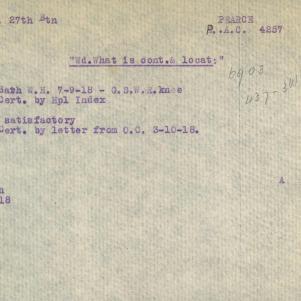 27th Btn
PEARCE
P..A.C. 4257
"Wd.What is cont.& locat;"
Bath W.H. 7-9-18 - G.S.W.R.knee
Cert. by Hpl Index
satisfactory
Cert. by letter from O.C. 3-10-18.
A
18